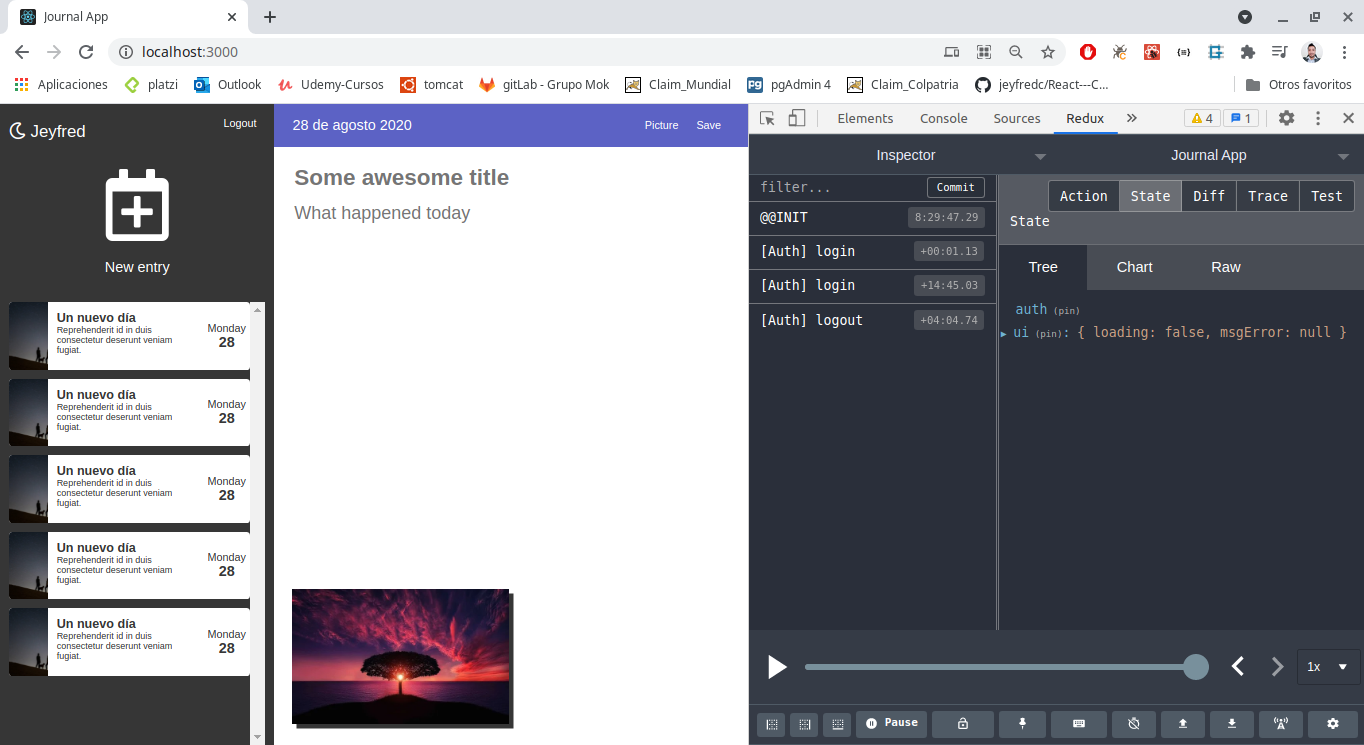 Journal App
localhost:3000
Aplicaciones
platzi
Outlook
Udemy-Cursos
tomcat
gitLab - Grupo Mok
Claim_Mundial
pgAdmin 4
Claim_Colpatria
jeyfredc/React---C...
Otros favoritos
Jeyfred
Logout
New entry
Un nuevo día
Reprehenderit id in duis
consectetur deserunt veniam
fugiat.
Monday
28
Un nuevo día
Reprehenderit id in duis
consectetur deserunt veniam
fugiat.
Monday
28
Un nuevo día
Reprehenderit id in duis
consectetur deserunt veniam
fugiat.
Monday
28
Un nuevo día
Reprehenderit id in duis
consectetur deserunt veniam
fugiat.
Monday
28
Un nuevo día
Reprehenderit id in duis
consectetur deserunt veniam
fugiat.
Monday
28
28 de agosto 2020
Picture
Save
Some awesome title
What happened today
Elements
Console
Sources
Redux
4
1
Inspector
Journal App
filter...
Commit
@@INIT
8:29:47.29
[Auth] login
+00:01.13
[Auth] login
+14:45.03
[Auth] logout
+04:04.74
Action
State
Diff
Trace
Test
State
Tree
Chart
Raw
auth (pin)
ui (pin): { loading: false, msgError: null }
1x
Pause